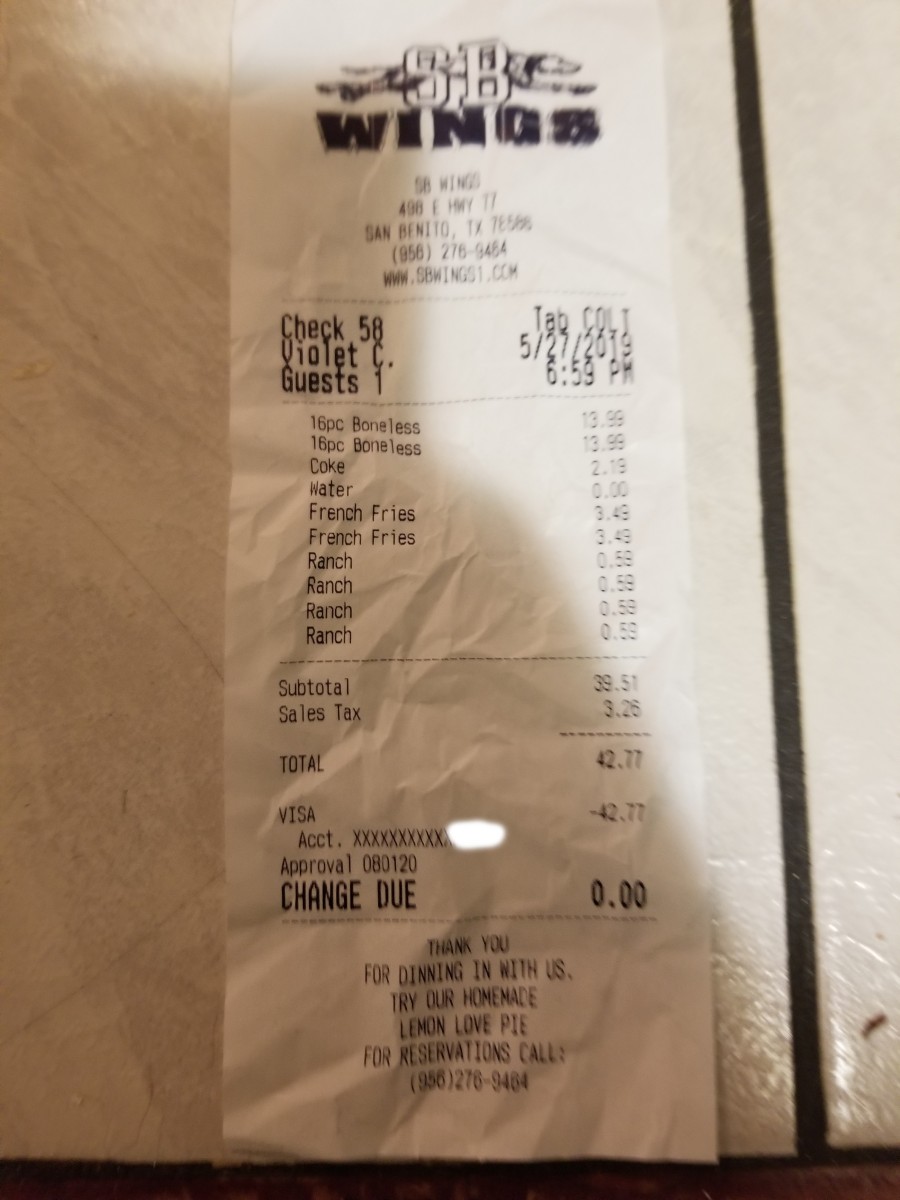 SB
WINGS
SB WINGS
498 E HWY 77
SAN BENITO, TX 78586
(956) 276-9464
WWW.SBWINGS1.COM
Check 58 Tab COLT
Violet C. 5/27/2019
Guests 1 6:59 PM
16pc Boneless 13.99
16pc Boneless 13.99
Coke 2.19
Water 0.00
French Fries 3.49
French Fries 3.49
Ranch 0.59
Ranch 0.59
Ranch 0.59
Ranch 0.59
Subtotal 39.51
Sales Tax 3.26
TOTAL 42.77
VISA -42.77
Acct. XXXXXXXXXXX
Approval 080120
CHANGE DUE 0.00
THANK YOU
FOR DINNING IN WITH US.
TRY OUR HOMEMADE
LEMON LOVE PIE
FOR RESERVATIONS CALL:
(956)276-9464